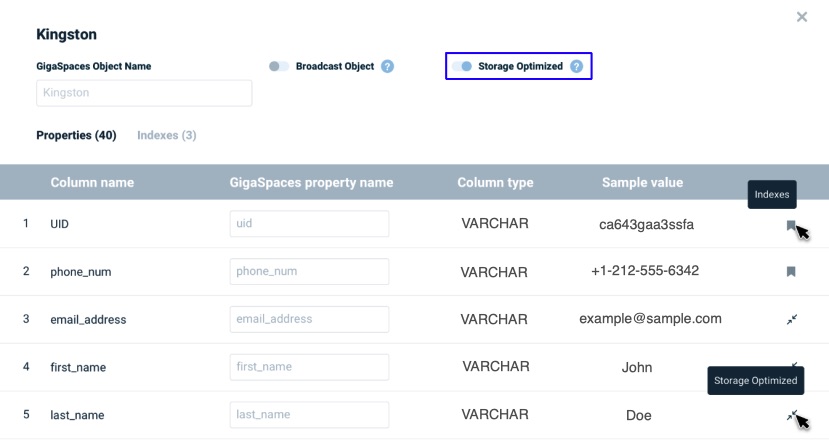 Kingston
GigaSpaces Object Name
Broadcast Object ?
Storage Optimized ?
Kingston
Properties (40) Indexes (3)
Column name GigaSpaces property name Column type Sample value
Indexes
1 UID uid VARCHAR ca643gaa3ssfa
2 phone_num phone_num VARCHAR +1-212-555-6342
3 email_address email_address VARCHAR example@sample.com
4 first_name first_name VARCHAR John
Storage Optimized
5 last_name last_name VARCHAR Doe